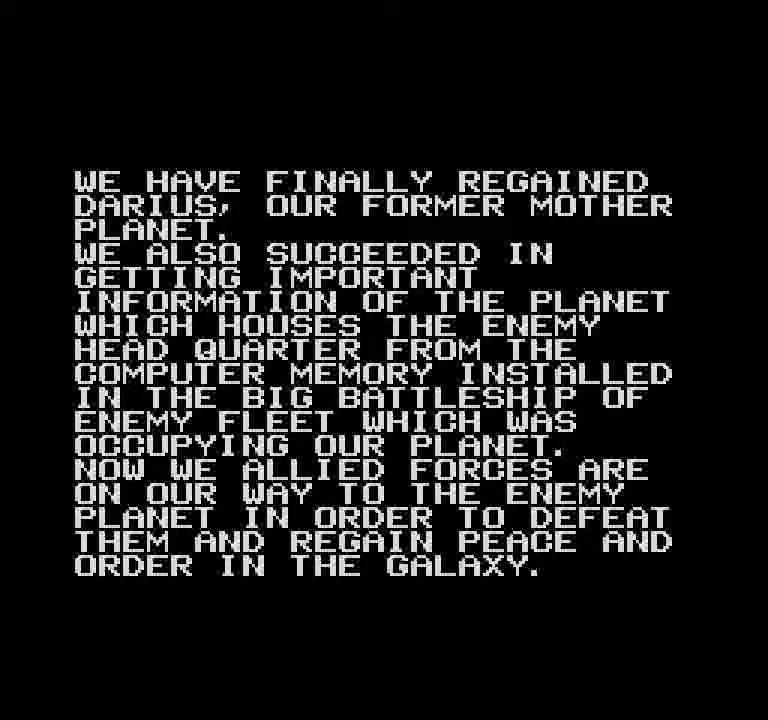 WE HAVE FINALLY REGAINED
DARIUS, OUR FORMER MOTHER
PLANET.
WE ALSO SUCCEEDED IN
GETTING IMPORTANT
INFORMATION OF THE PLANET
WHICH HOUSES THE ENEMY
HEAD QUARTER FROM THE
COMPUTER MEMORY INSTALLED
IN THE BIG BATTLESHIP OF
ENEMY FLEET WHICH WAS
OCCUPYING OUR PLANET.
NOW WE ALLIED FORCES ARE
ON OUR WAY TO THE ENEMY
PLANET IN ORDER TO DEFEAT
THEM AND REGAIN PEACE AND
ORDER IN THE GALAXY.